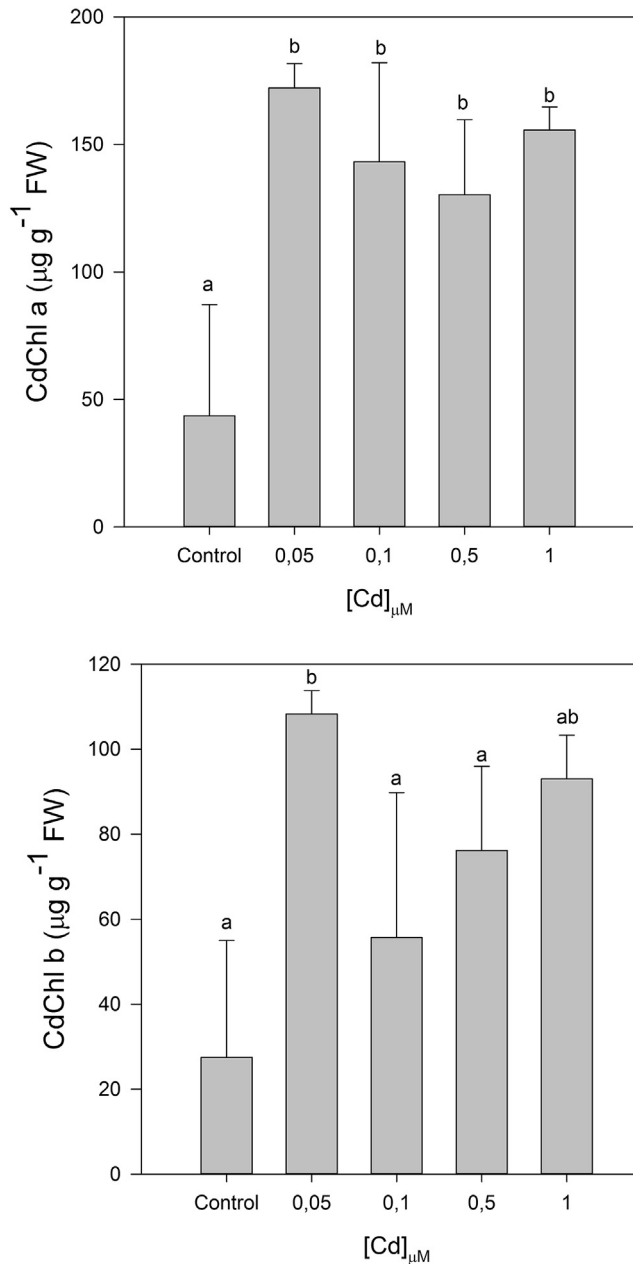 200
150
100
50
0
CdChl a (µg g⁻¹ FW)
a
b
b
b
b
Control 0,05 0,1 0,5 1
[Cd]µM
120
100
80
60
40
20
0
CdChl b (µg g⁻¹ FW)
a
b
a
a
ab
Control 0,05 0,1 0,5 1
[Cd]µM